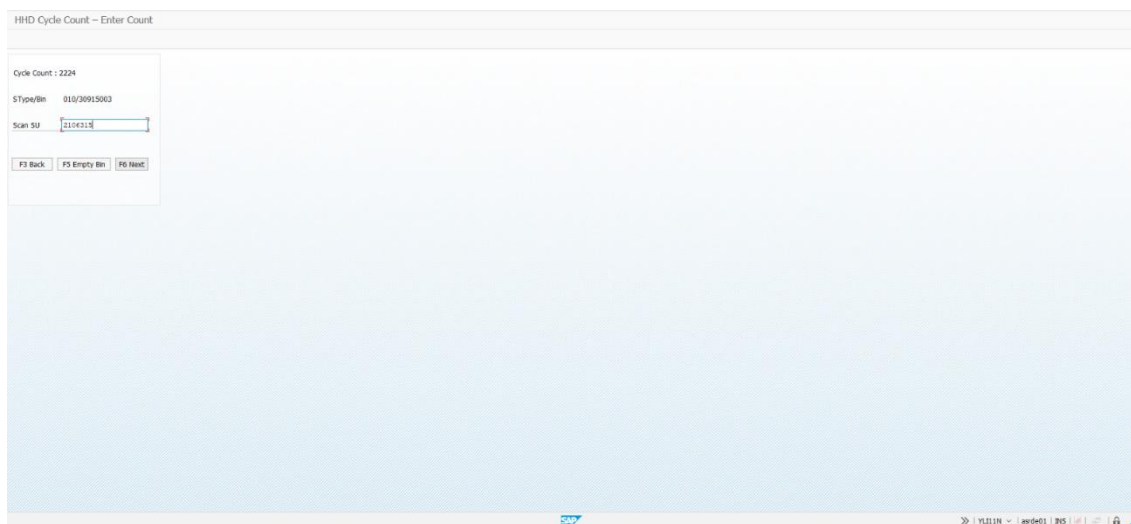 HHD Cycle Count – Enter Count
Cycle Count : 2224
SType/Bin 010/30915003
Scan SU 2106315
F3 Back F5 Empty Bin F6 Next
SAP
YLI11N asrde01 INS